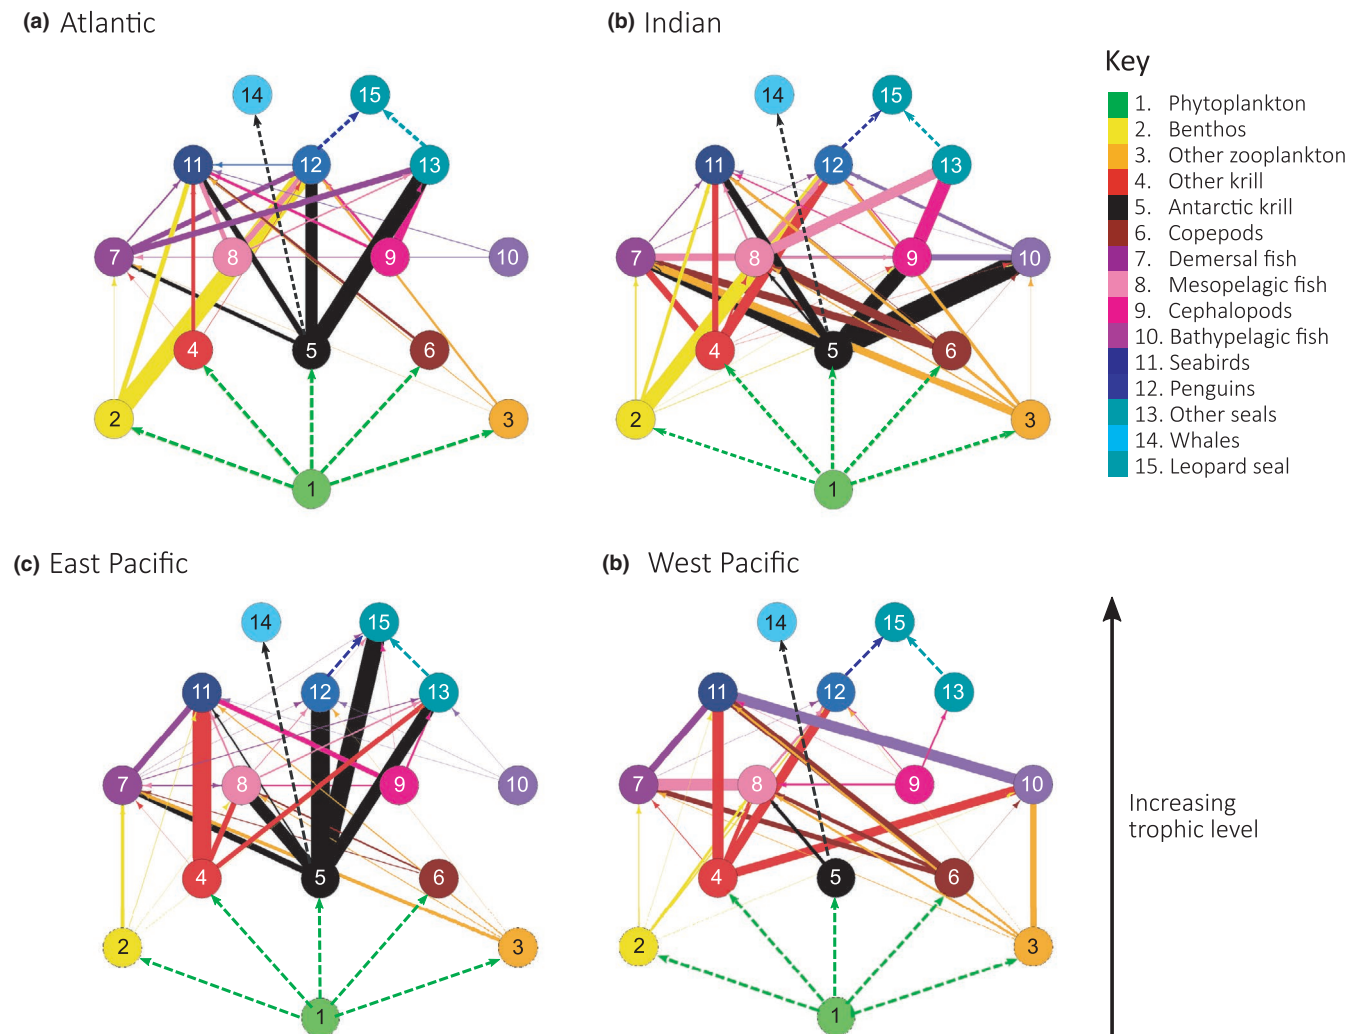 (a) Atlantic
(b) Indian
Key
1. Phytoplankton
2. Benthos
3. Other zooplankton
4. Other krill
5. Antarctic krill
6. Copepods
7. Demersal fish
8. Mesopelagic fish
9. Cephalopods
10. Bathypelagic fish
11. Seabirds
12. Penguins
13. Other seals
14. Whales
15. Leopard seal
14 15
11 12 13
7 8 9 10
4 5 6
2 3
1
14 15
11 12 13
7 8 9 10
4 5 6
2 3
1
(c) East Pacific
(b) West Pacific
14 15
11 12 13
7 8 9 10
4 5 6
2 3
1
14 15
11 12 13
7 8 9 10
4 5 6
2 3
1
Increasing
trophic level